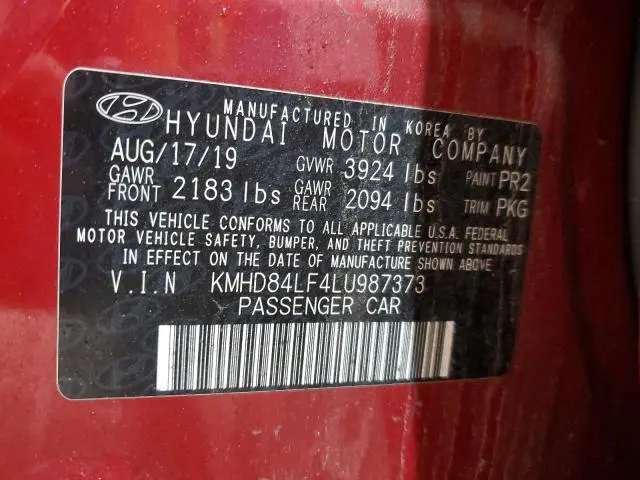 MANUFACTURED IN KOREA BY
HYUNDAI MOTOR COMPANY
AUG/17/19 GVWR 3924 lbs PAINT PR2
GAWR FRONT 2183 lbs GAWR REAR 2094 lbs TRIM PKG
THIS VEHICLE CONFORMS TO ALL APPLICABLE U.S.A. FEDERAL
MOTOR VEHICLE SAFETY, BUMPER, AND THEFT PREVENTION STANDARDS
IN EFFECT ON THE DATE OF MANUFACTURE SHOWN ABOVE.
V.I.N KMHD84LF4LU987373
PASSENGER CAR